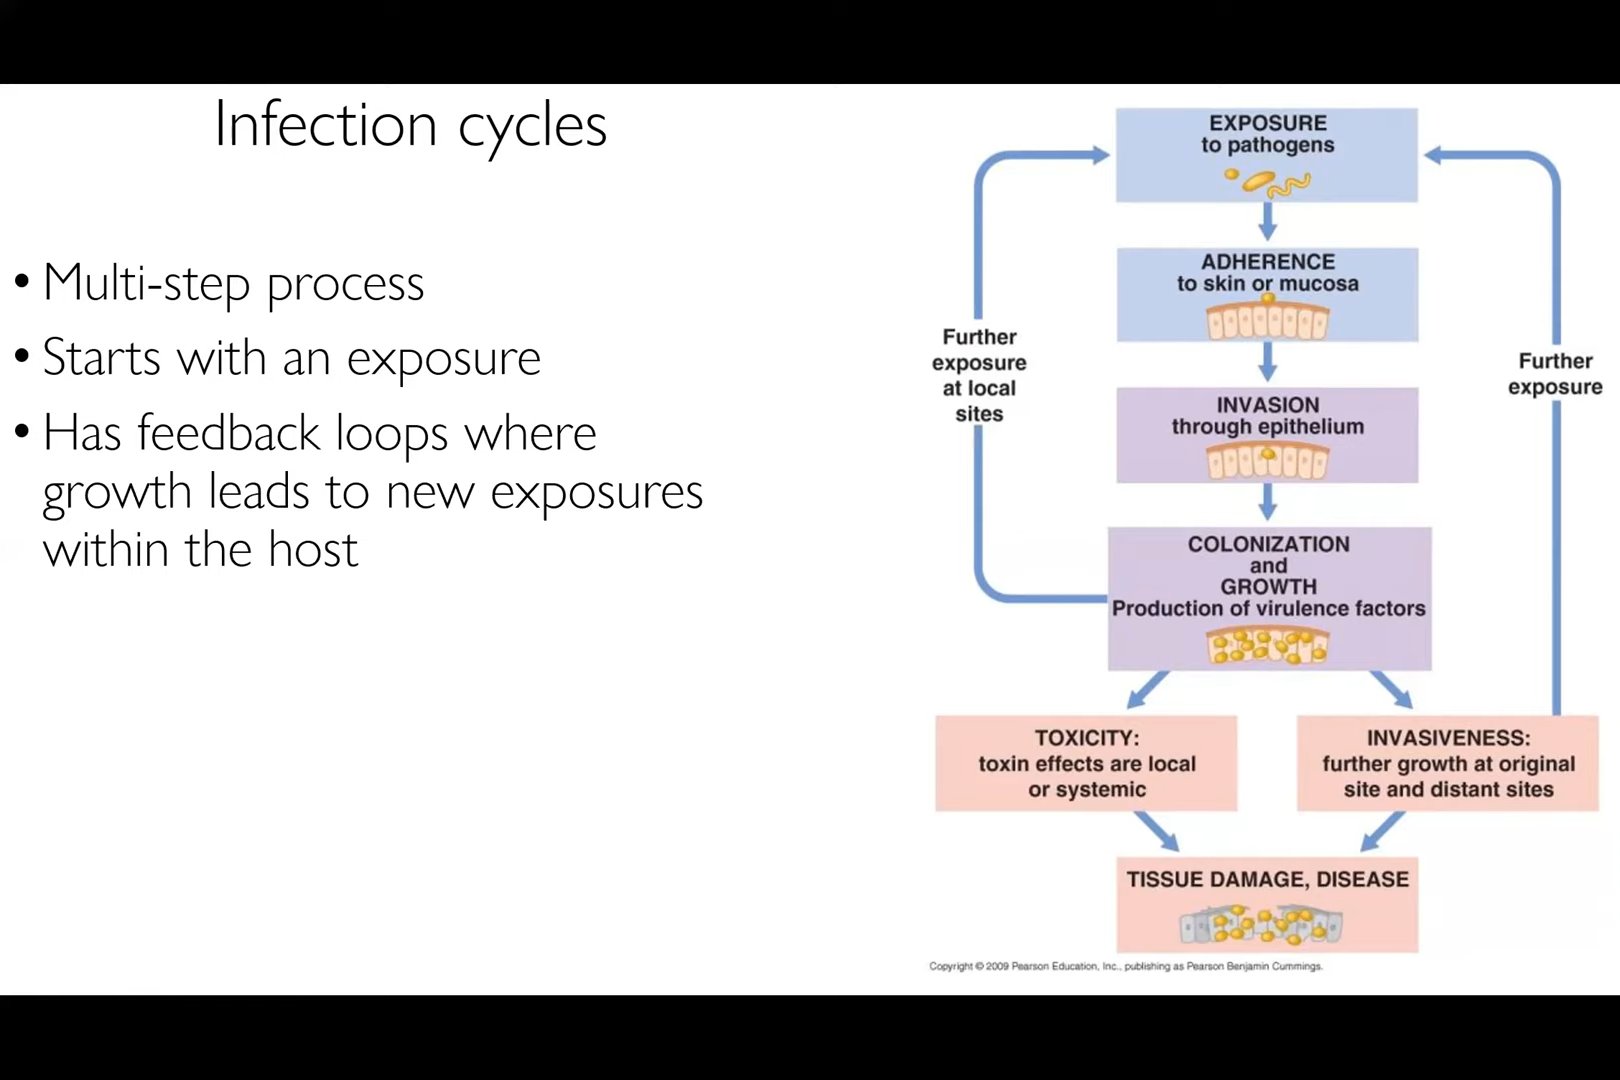 Infection cycles
• Multi-step process
• Starts with an exposure
• Has feedback loops where
growth leads to new exposures
within the host
EXPOSURE
to pathogens
ADHERENCE
to skin or mucosa
INVASION
through epithelium
COLONIZATION
and
GROWTH
Production of virulence factors
Further
exposure
at local
sites
Further
exposure
TOXICITY:
toxin effects are local
or systemic
INVASIVENESS:
further growth at original
site and distant sites
TISSUE DAMAGE, DISEASE
Copyright © 2009 Pearson Education, Inc., publishing as Pearson Benjamin Cummings.